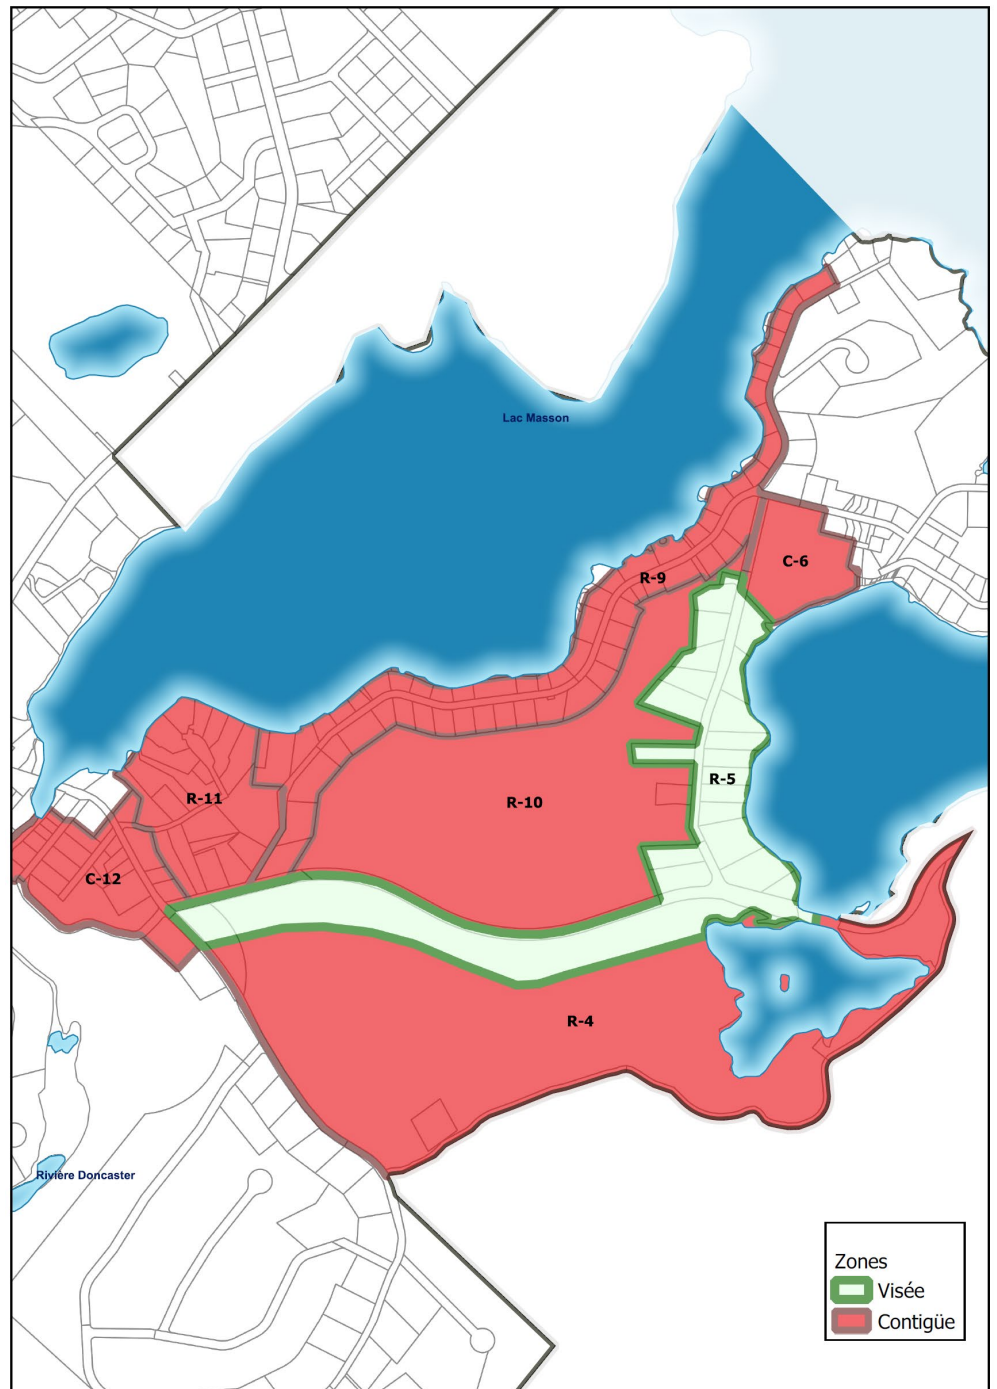 Lac Masson
C-6
R-9
R-5
R-11
R-10
C-12
R-4
Rivière Doncaster
Zones
Visée
Contigüe